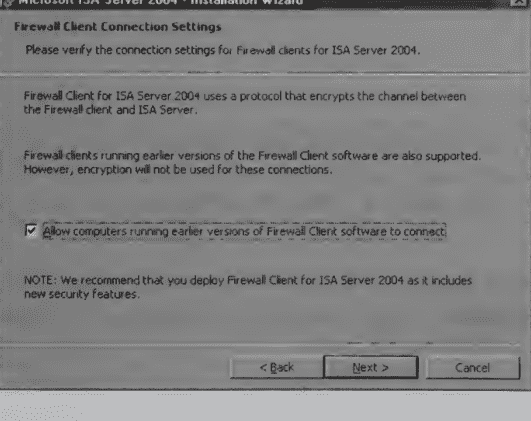 Microsoft ISA Server 2004 - Installation Wizard
Firewall Client Connection Settings
Please verify the connection settings for Firewall clients for ISA Server 2004.
Firewall Client for ISA Server 2004 uses a protocol that encrypts the channel between
the Firewall client and ISA Server.
Firewall clients running earlier versions of the Firewall Client software are also supported.
However, encryption will not be used for these connections.
Allow computers running earlier versions of Firewall Client software to connect
NOTE: We recommend that you deploy Firewall Client for ISA Server 2004 as it includes
new security features.
< Back Next > Cancel